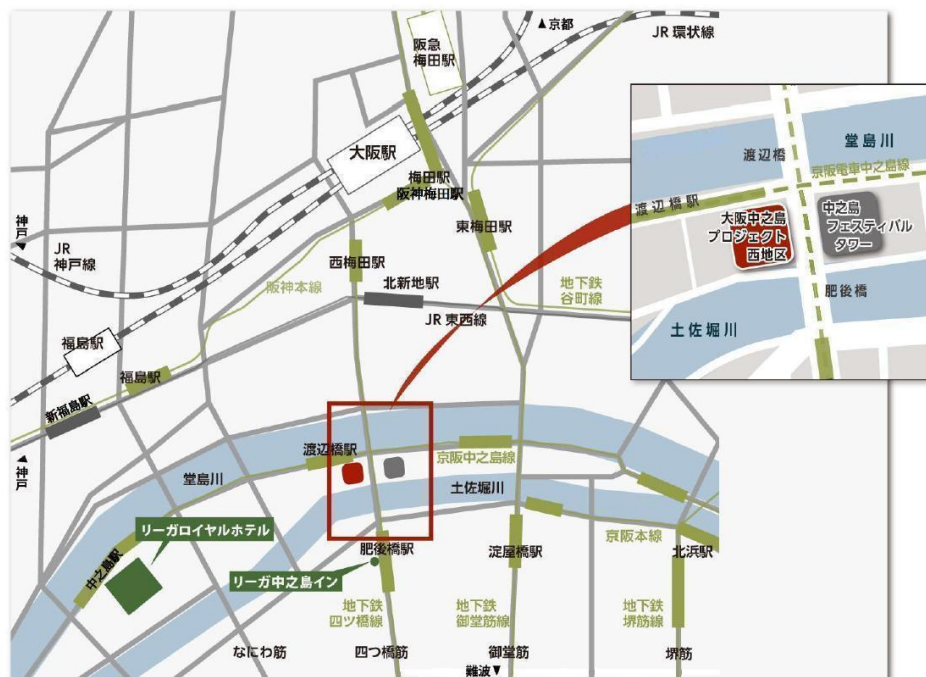 ▲京都
JR 環状線
阪急
梅田駅
大阪駅
梅田駅
阪神梅田駅
東梅田駅
神戸
JR
神戸線
西梅田駅
阪神本線
北新地駅
地下鉄
谷町線
JR 東西線
福島駅
福島駅
新福島駅
神戸
渡辺橋駅
京阪中之島線
堂島川
土佐堀川
リーガロイヤルホテル
中之島駅
肥後橋駅
リーガ中之島イン
淀屋橋駅
京阪本線
北浜駅
地下鉄
四ツ橋線
地下鉄
御堂筋線
地下鉄
堺筋線
なにわ筋
四つ橋筋
御堂筋
堺筋
難波▼
堂島川
渡辺橋
京阪電車中之島線
渡辺橋駅
大阪中之島
プロジェクト
西地区
中之島
フェスティバル
タワー
肥後橋
土佐堀川